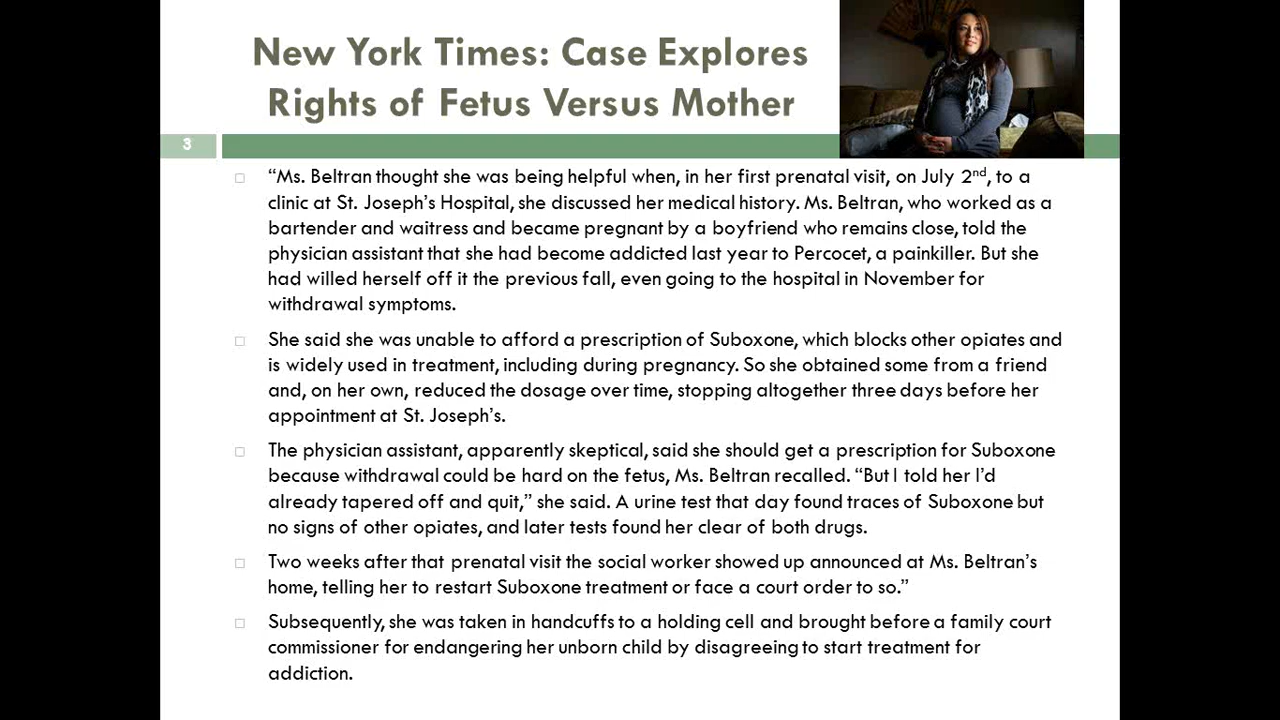 New York Times: Case Explores
Rights of Fetus Versus Mother
3
“Ms. Beltran thought she was being helpful when, in her first prenatal visit, on July 2nd, to a
clinic at St. Joseph’s Hospital, she discussed her medical history. Ms. Beltran, who worked as a
bartender and waitress and became pregnant by a boyfriend who remains close, told the
physician assistant that she had become addicted last year to Percocet, a painkiller. But she
had willed herself off it the previous fall, even going to the hospital in November for
withdrawal symptoms.
She said she was unable to afford a prescription of Suboxone, which blocks other opiates and
is widely used in treatment, including during pregnancy. So she obtained some from a friend
and, on her own, reduced the dosage over time, stopping altogether three days before her
appointment at St. Joseph’s.
The physician assistant, apparently skeptical, said she should get a prescription for Suboxone
because withdrawal could be hard on the fetus, Ms. Beltran recalled. “But I told her I’d
already tapered off and quit,” she said. A urine test that day found traces of Suboxone but
no signs of other opiates, and later tests found her clear of both drugs.
Two weeks after that prenatal visit the social worker showed up announced at Ms. Beltran’s
home, telling her to restart Suboxone treatment or face a court order to so.”
Subsequently, she was taken in handcuffs to a holding cell and brought before a family court
commissioner for endangering her unborn child by disagreeing to start treatment for
addiction.